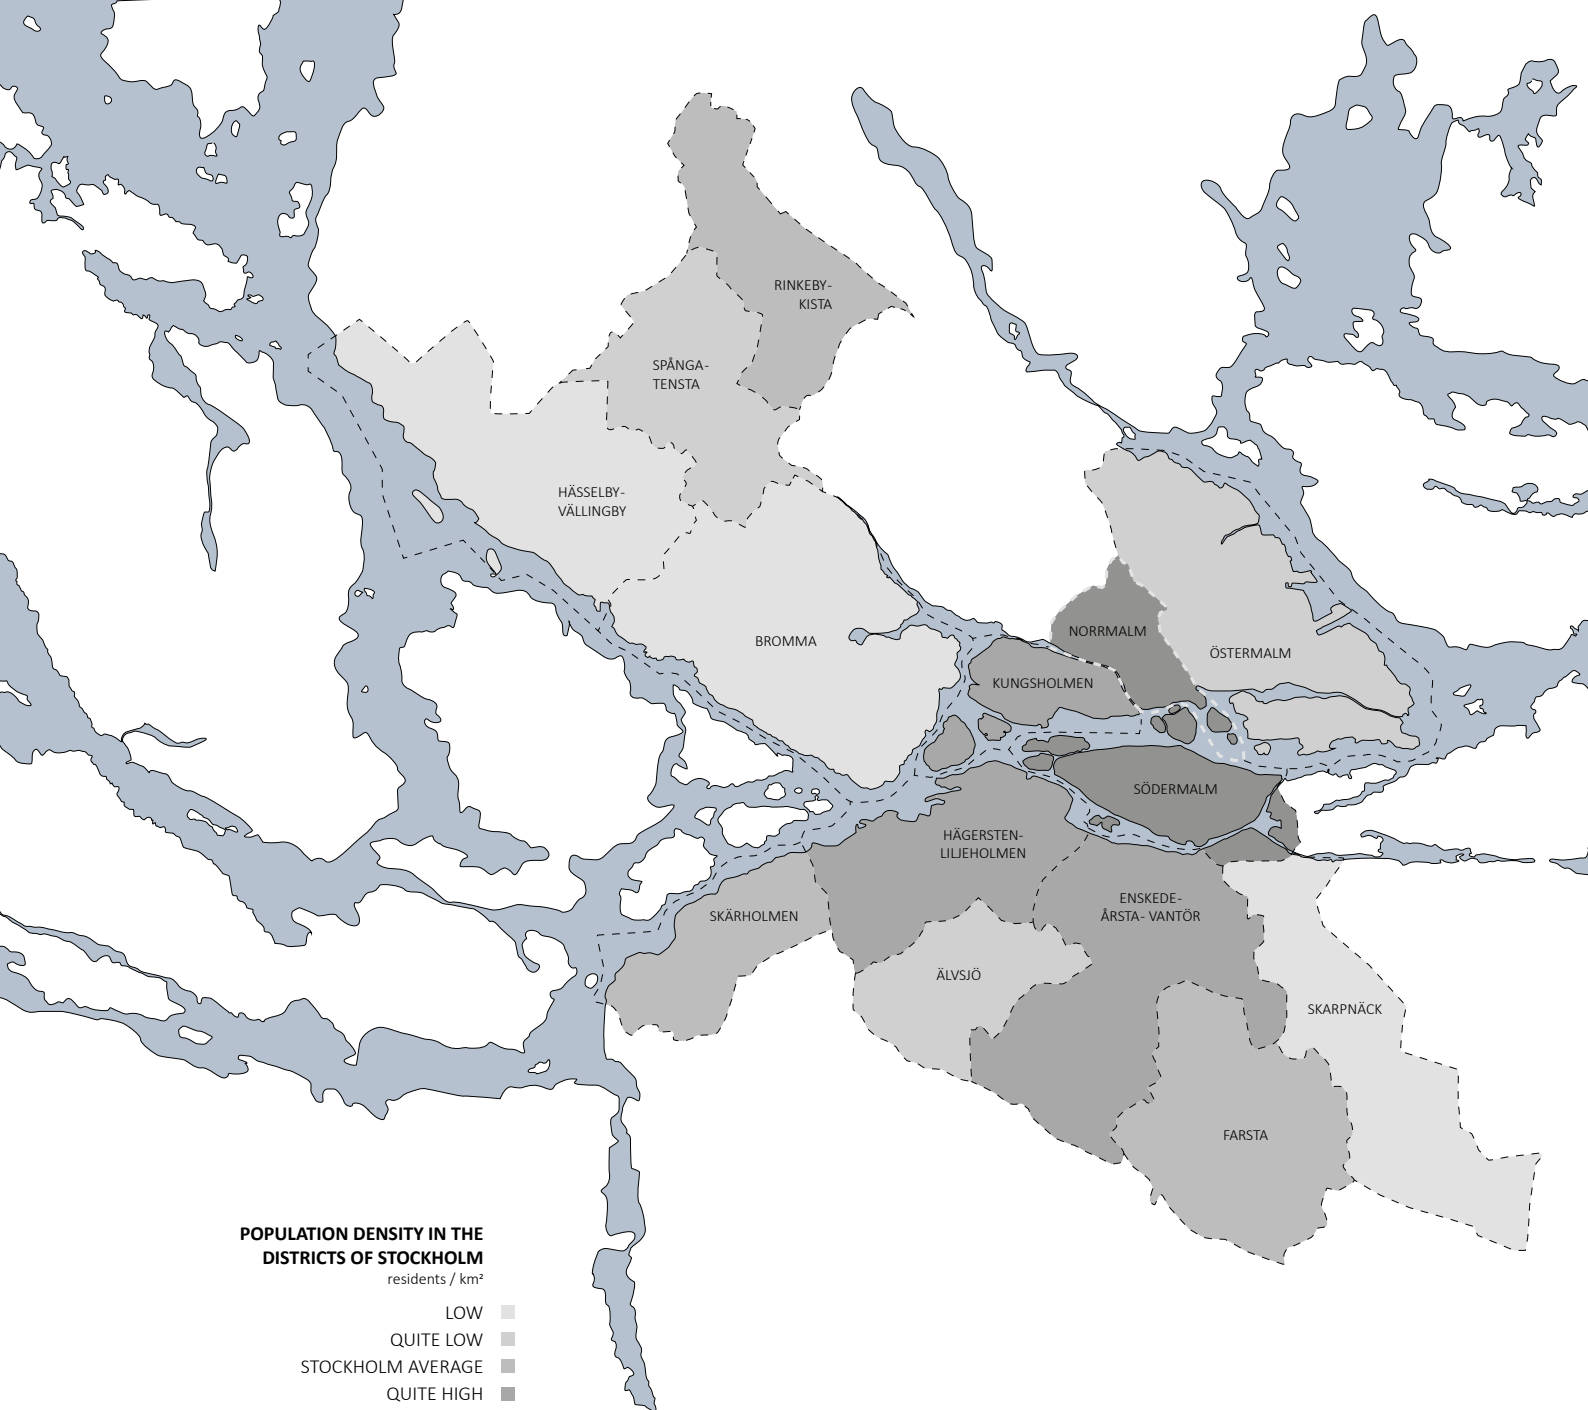 RINKEBY-
KISTA
SPÅNGA-
TENSTA
HÄSSELBY-
VÄLLINGBY
BROMMA
NORRMALM
ÖSTERMALM
KUNGSHOLMEN
SÖDERMALM
HÄGERSTEN-
LILJEHOLMEN
SKÄRHOLMEN
ENSKEDE-
ÅRSTA- VANTÖR
ÄLVSJÖ
SKARPNÄCK
FARSTA
POPULATION DENSITY IN THE
DISTRICTS OF STOCKHOLM
residents / km²
LOW
QUITE LOW
STOCKHOLM AVERAGE
QUITE HIGH